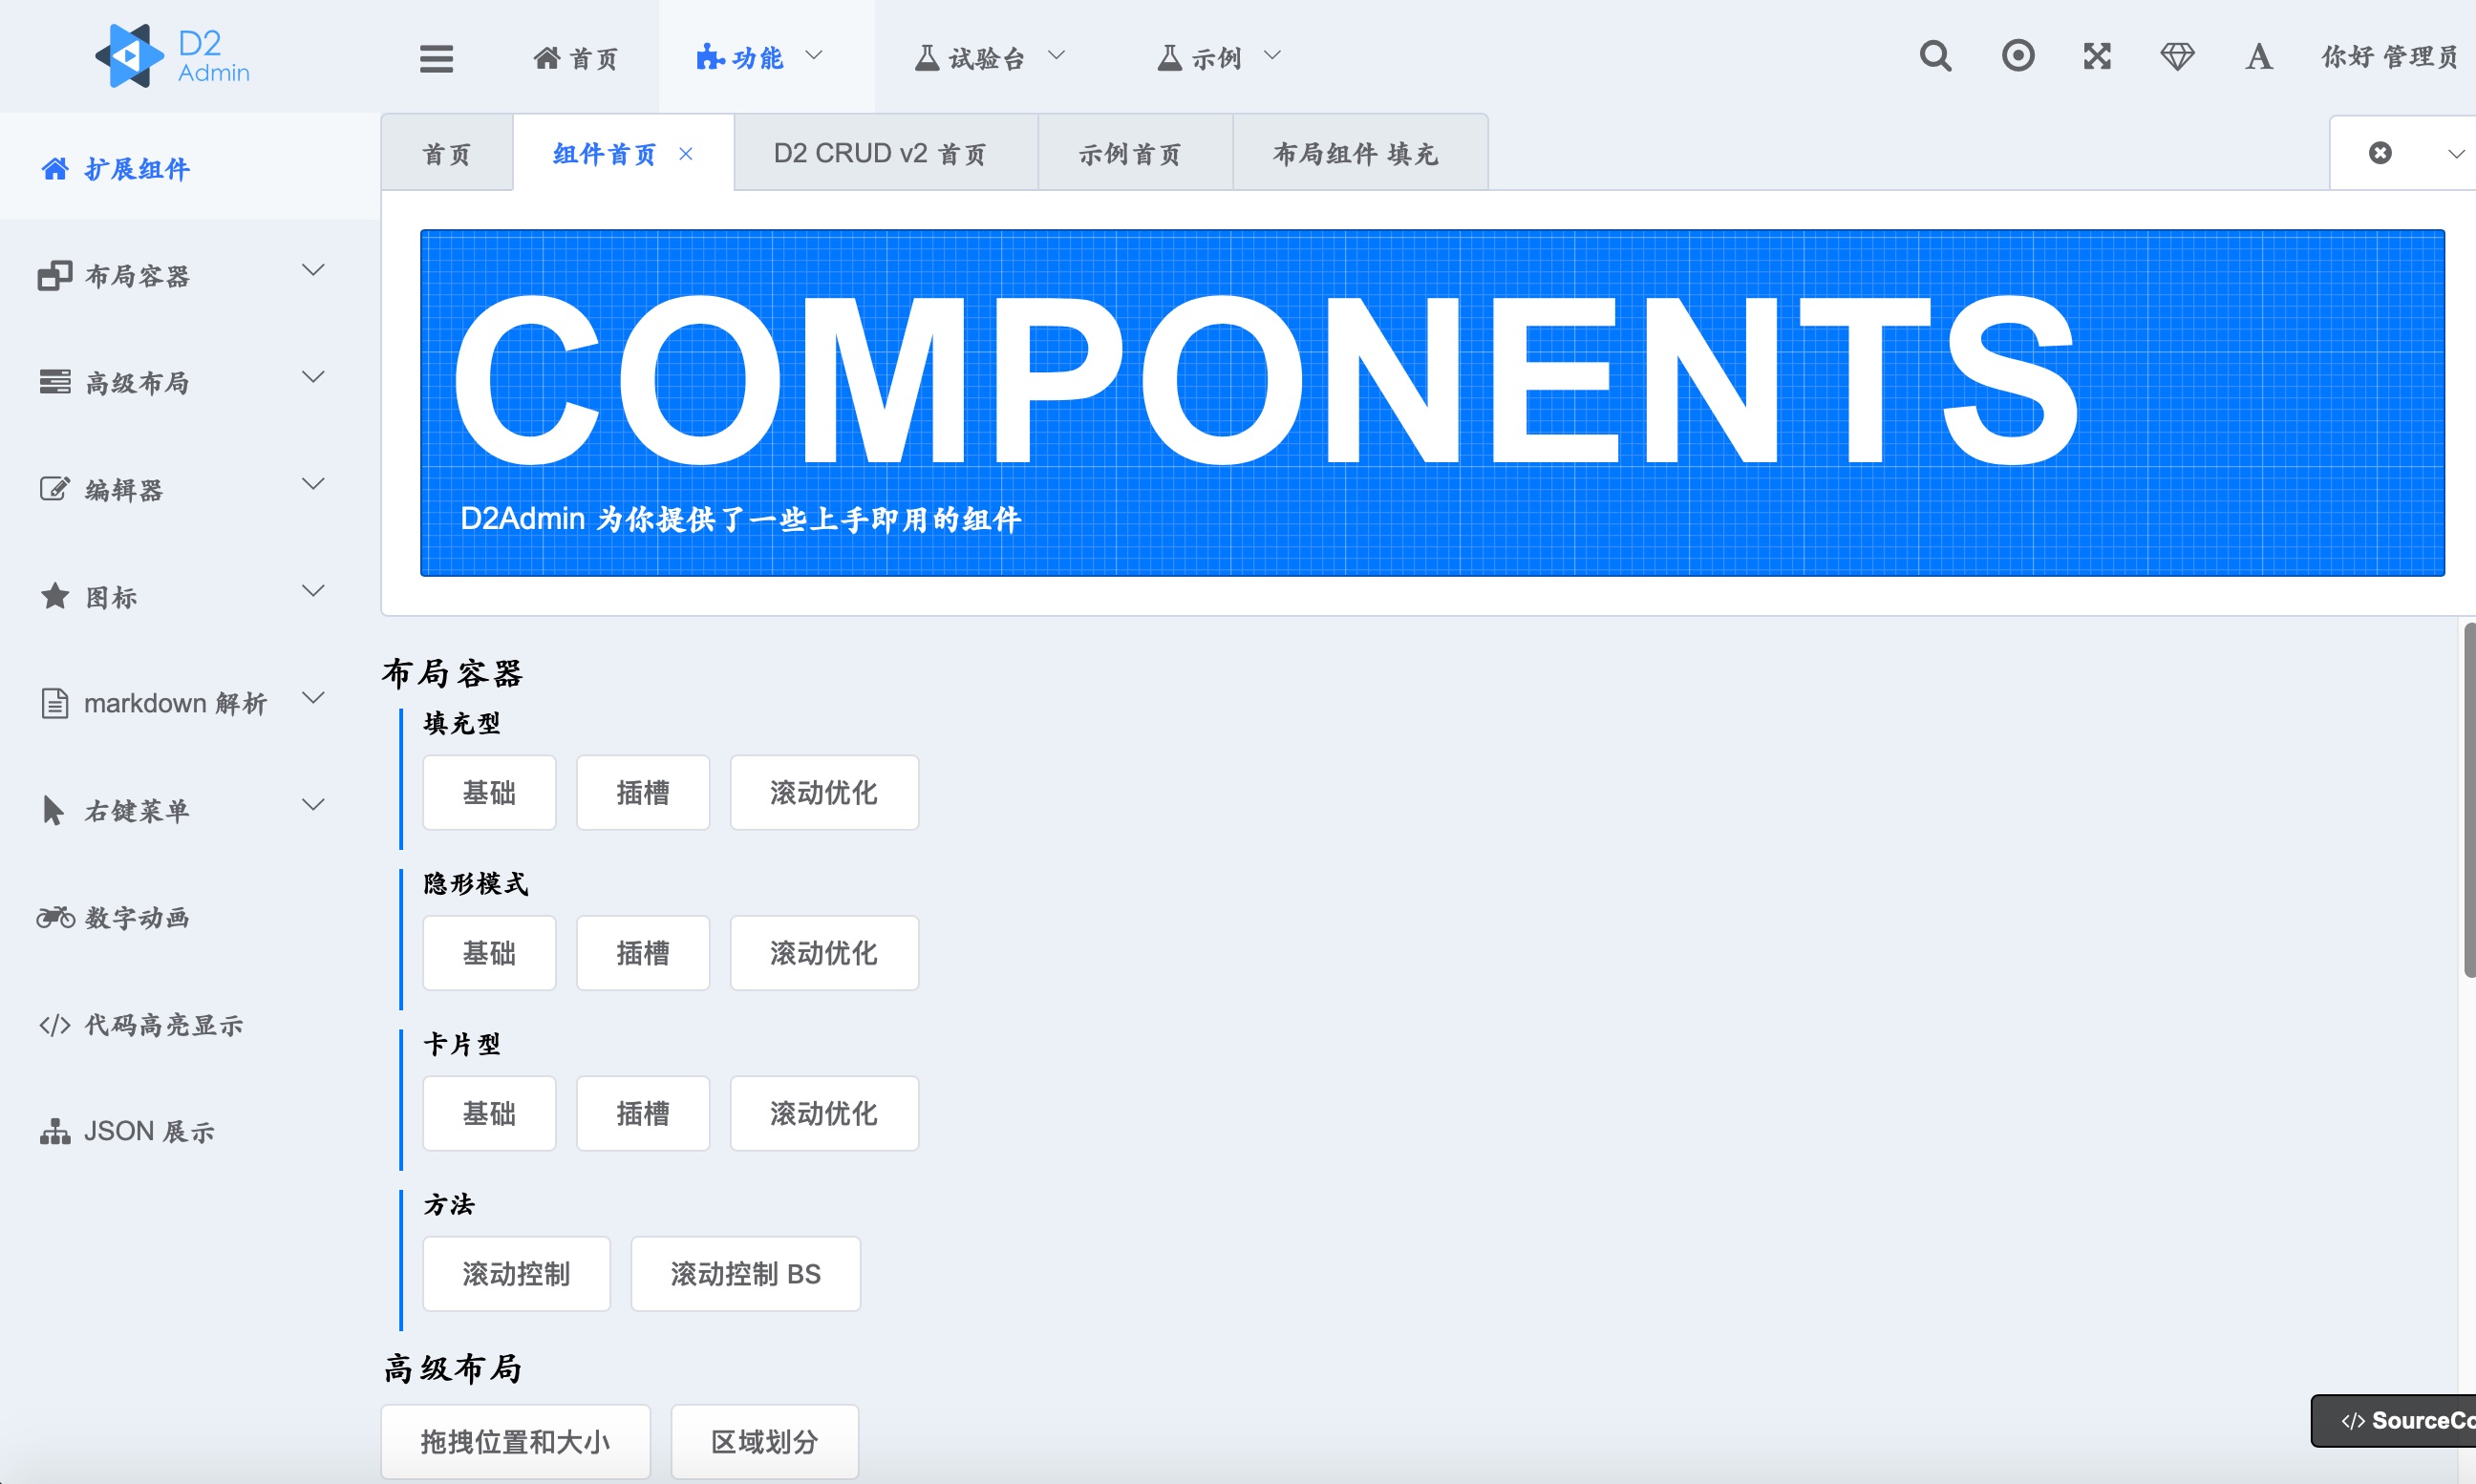 D2
Admin
首页
功能
试验台
示例
你好 管理员
扩展组件
布局容器
高级布局
编辑器
图标
markdown 解析
右键菜单
数字动画
代码高亮显示
JSON 展示
首页
组件首页
D2 CRUD v2 首页
示例首页
布局组件 填充
COMPONENTS
D2Admin 为你提供了一些上手即用的组件
布局容器
填充型
基础 插槽 滚动优化
隐形模式
基础 插槽 滚动优化
卡片型
基础 插槽 滚动优化
方法
滚动控制 滚动控制 BS
高级布局
拖拽位置和大小 区域划分
</> SourceCo